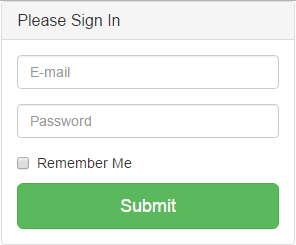 Please Sign In
E-mail
Password
Remember Me
Submit